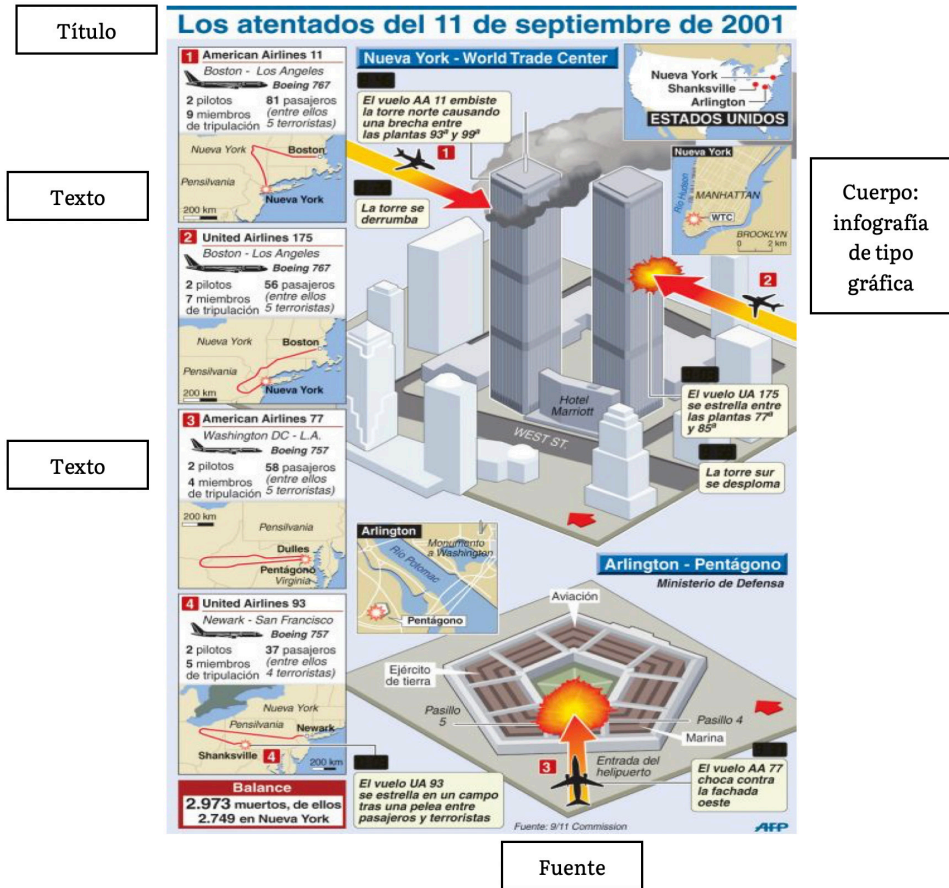 Título
Texto
Texto
Cuerpo:
infografía
de tipo
gráfica
Fuente
Los atentados del 11 de septiembre de 2001
1 American Airlines 11
Boston - Los Angeles
Boeing 767
2 pilotos
9 miembros
de tripulación
81 pasajeros
(entre ellos
5 terroristas)
Nueva York
Boston
Pensilvania
Nueva York
200 km
2 United Airlines 175
Boston - Los Angeles
Boeing 767
2 pilotos
7 miembros
de tripulación
56 pasajeros
(entre ellos
5 terroristas)
Nueva York
Boston
Pensilvania
Nueva York
200 km
3 American Airlines 77
Washington DC - L.A.
Boeing 757
2 pilotos
4 miembros
de tripulación
58 pasajeros
(entre ellos
5 terroristas)
200 km
Pensilvania
Dulles
Pentágono
Virginia
4 United Airlines 93
Newark - San Francisco
Boeing 757
2 pilotos
5 miembros
de tripulación
37 pasajeros
(entre ellos
4 terroristas)
Nueva York
Pensilvania
Newark
Shanksville 4
200 km
Balance
2.973 muertos, de ellos
2.749 en Nueva York
Nueva York - World Trade Center
El vuelo AA 11 embiste
la torre norte causando
una brecha entre
las plantas 93ª y 99ª
1
La torre se
derrumba
Nueva York
Shanksville
Arlington
ESTADOS UNIDOS
Nueva York
Río Hudson
MANHATTAN
WTC
BROOKLYN
0 2 km
2
El vuelo UA 175
se estrella entre
las plantas 77ª
y 85ª
Hotel
Marriott
WEST ST.
La torre sur
se desploma
Arlington
Monumento
a Washington
Río Potomac
Pentágono
Arlington - Pentágono
Ministerio de Defensa
Aviación
Ejército
de tierra
Pasillo
5
Pasillo 4
Marina
3
Entrada del
helipuerto
El vuelo AA 77
choca contra
la fachada
oeste
El vuelo UA 93
se estrella en un campo
tras una pelea entre
pasajeros y terroristas
Fuente: 9/11 Commission
AFP